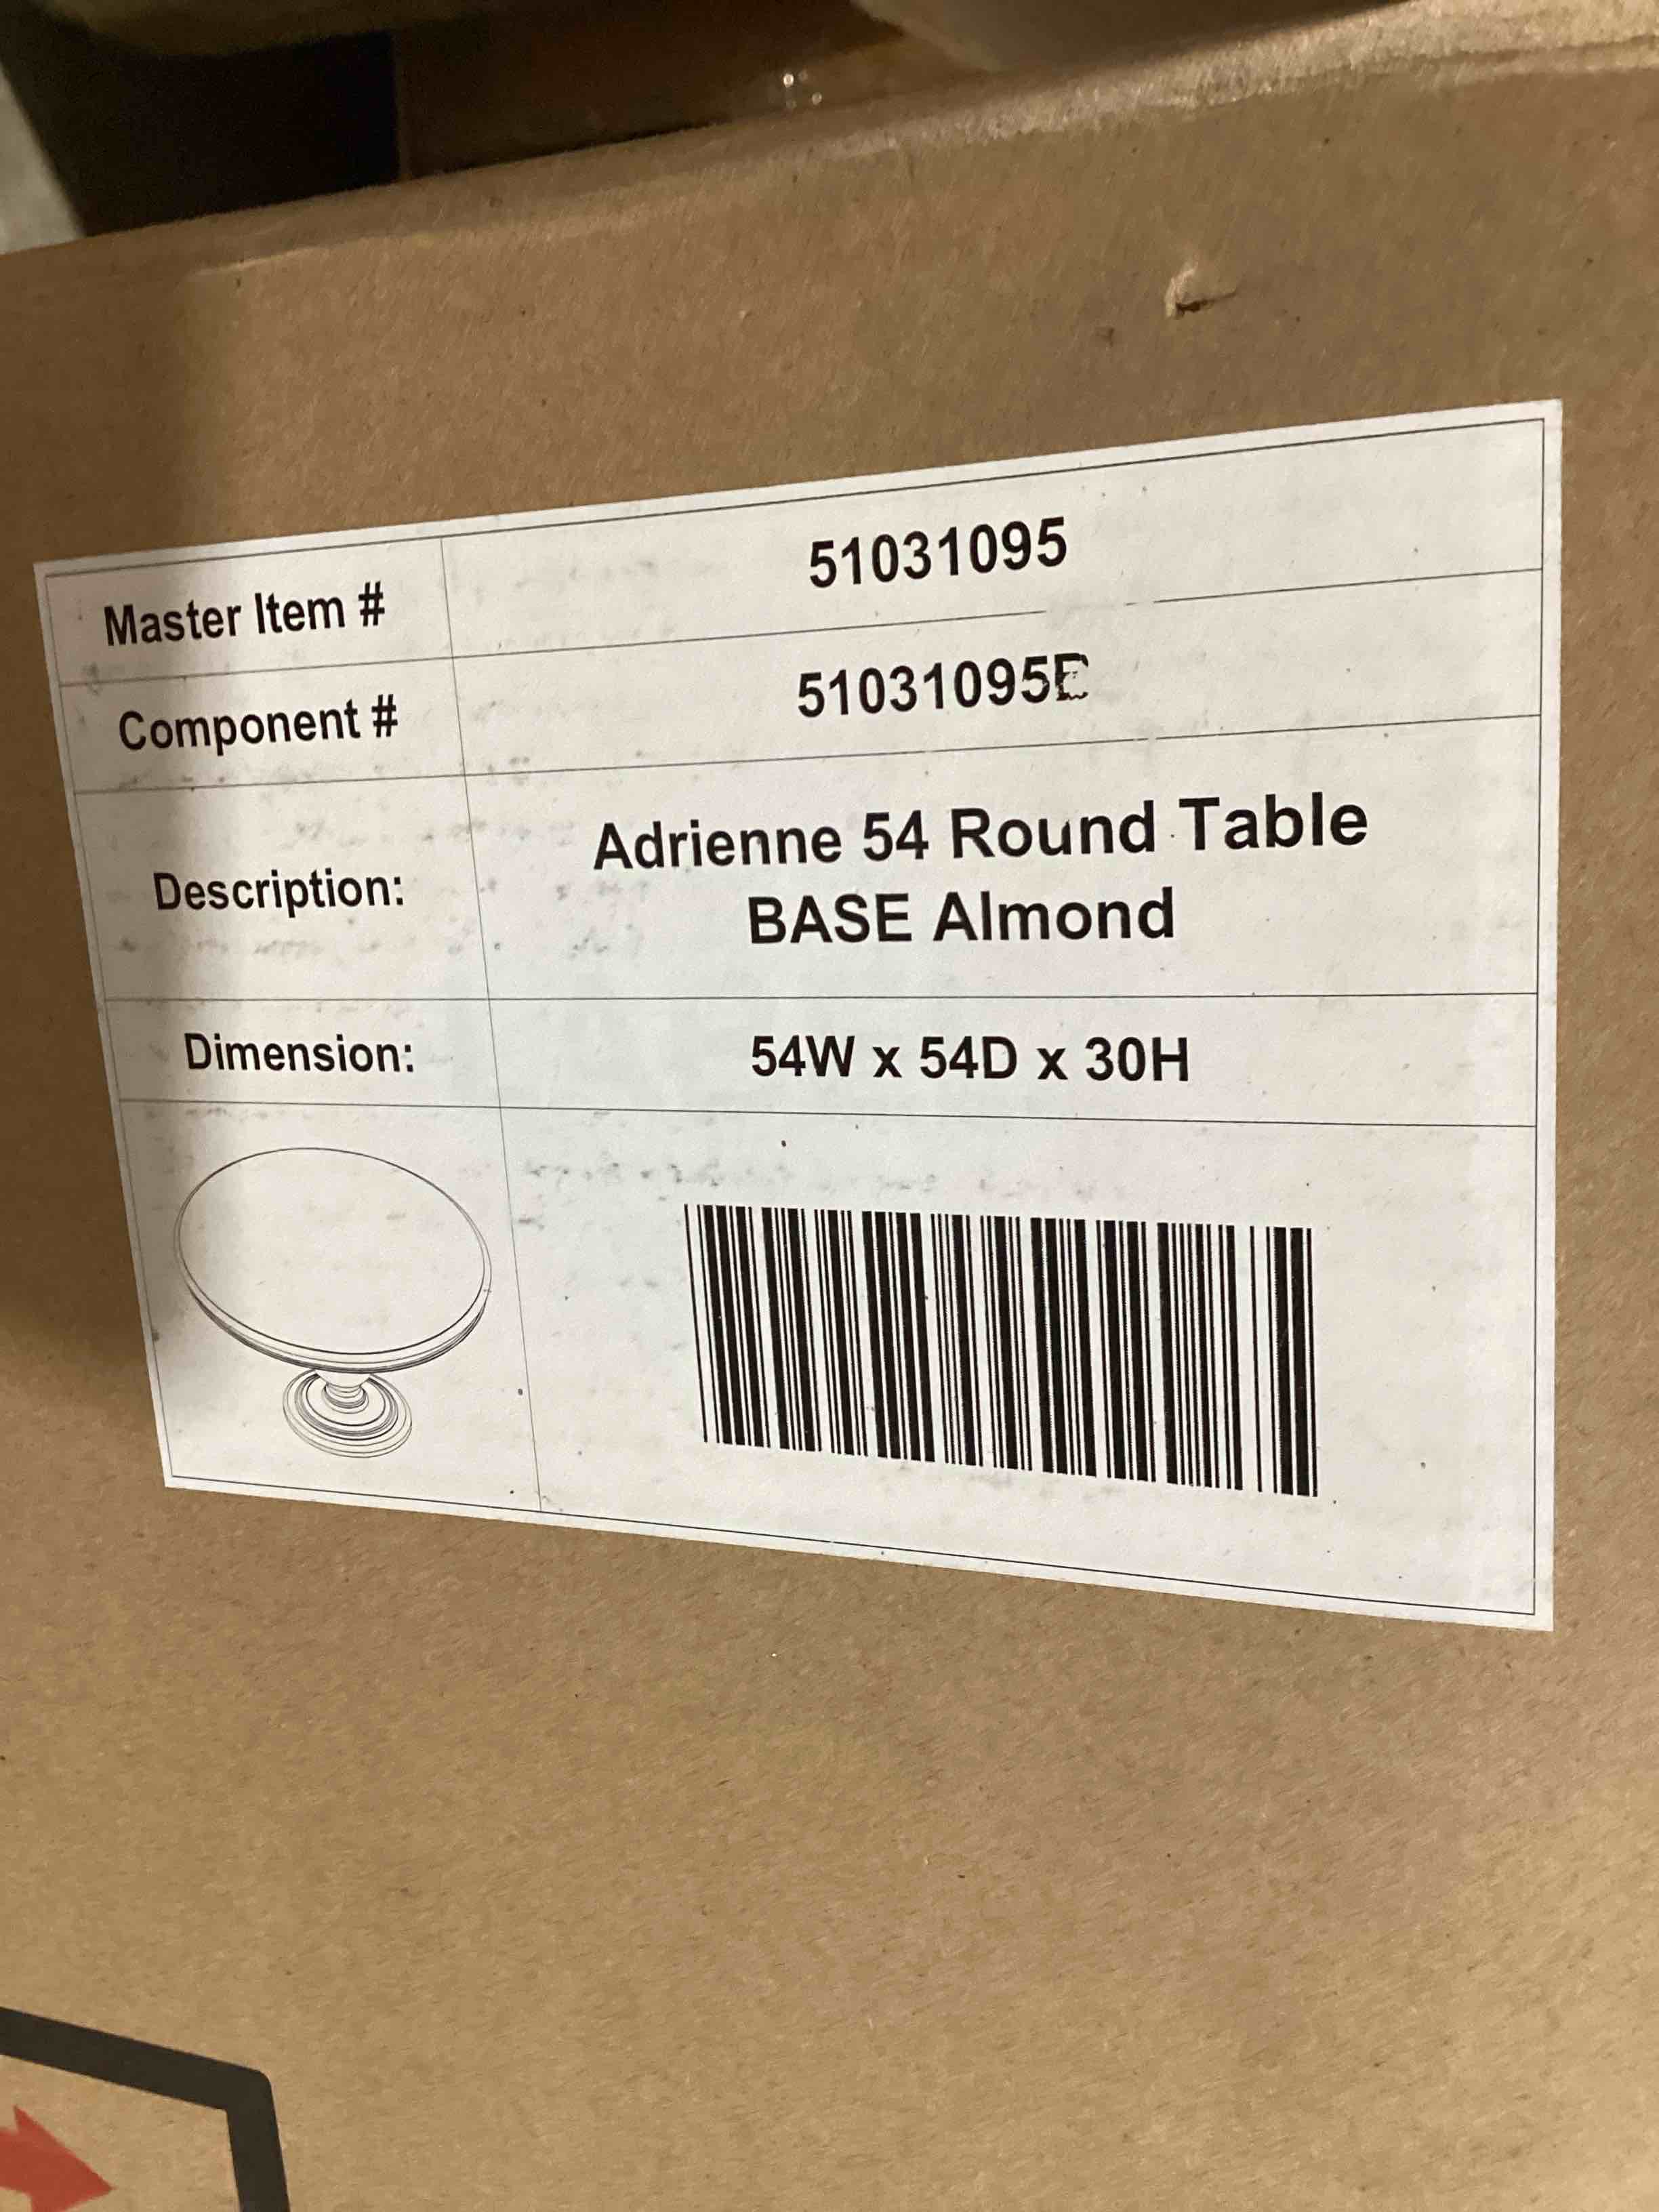 Master Item # 51031095
Component #
Description: Adrienne 54 Round Table
BASE Almond
Dimension: 54W x 54D x 30H